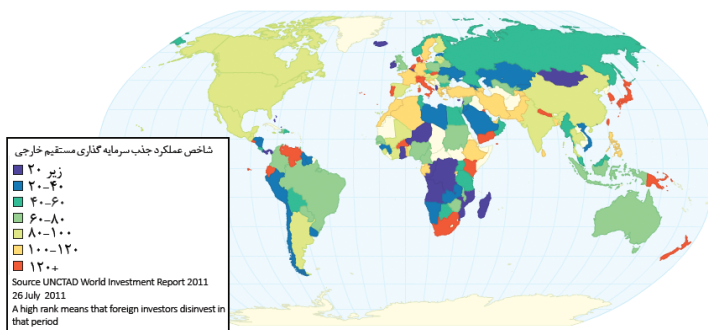 شاخص عملکرد جذب سرمایه گذاری مستقیم خارجی
زیر ۲۰
۲۰-۴۰
۴۰-۶۰
۶۰-۸۰
۸۰-۱۰۰
۱۰۰-۱۲۰
۱۲۰+
Source UNCTAD World Investment Report 2011
26 July 2011
A high rank means that foreign investors disinvest in
that period